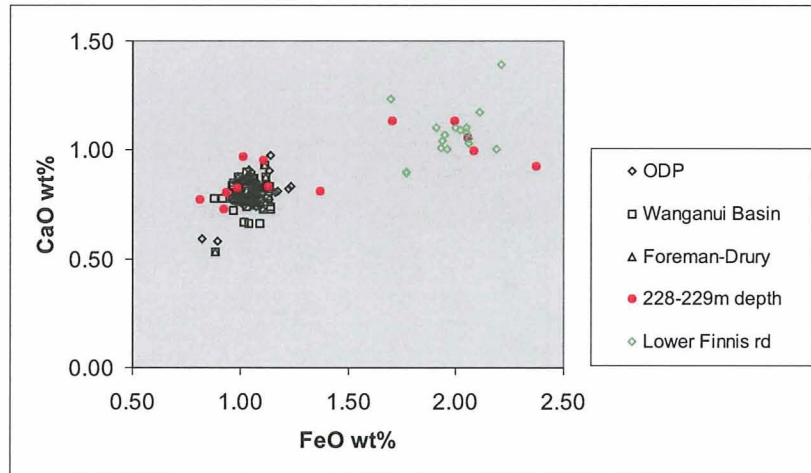 1.50
1.00
0.50
0.00
CaO wt%
0.50
1.00
1.50
2.00
2.50
FeO wt%
ODP
Wanganui Basin
Foreman-Drury
228-229m depth
Lower Finnis rd